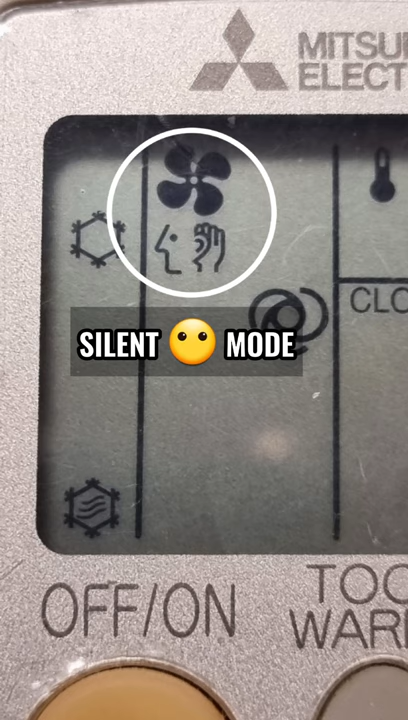 MITSU
ELECT
CLO
SILENT 😶 MODE
OFF/ON
TOO
WAR